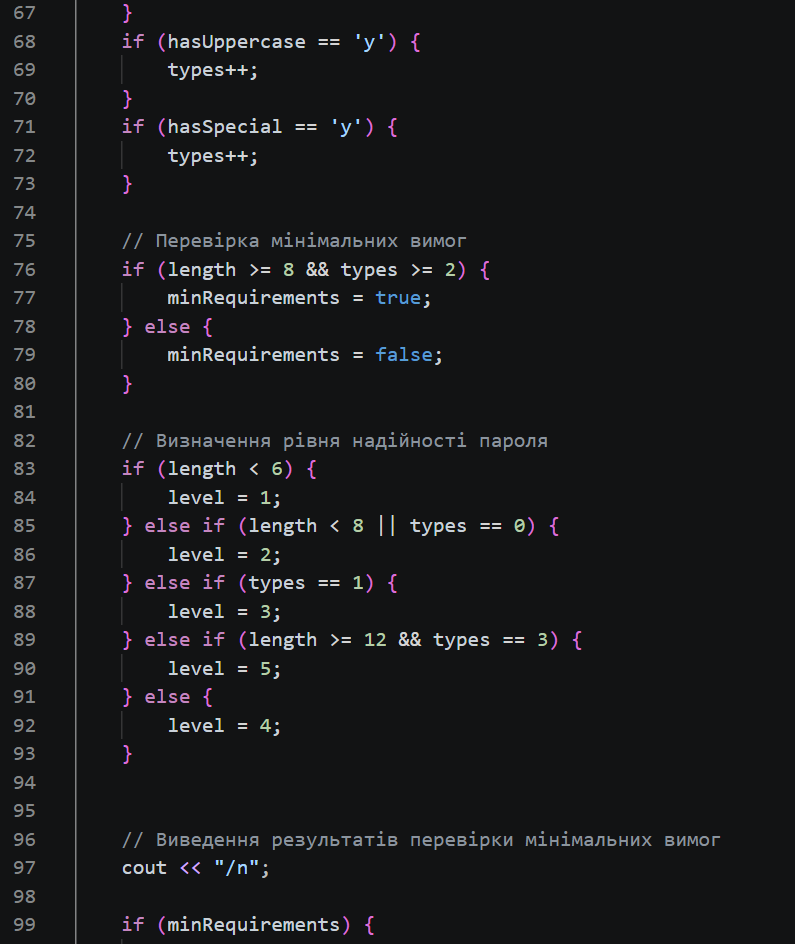 67 }
68 if (hasUppercase == 'y') {
69 types++;
70 }
71 if (hasSpecial == 'y') {
72 types++;
73 }
74
75 // Перевірка мінімальних вимог
76 if (length >= 8 && types >= 2) {
77 minRequirements = true;
78 } else {
79 minRequirements = false;
80 }
81
82 // Визначення рівня надійності пароля
83 if (length < 6) {
84 level = 1;
85 } else if (length < 8 || types == 0) {
86 level = 2;
87 } else if (types == 1) {
88 level = 3;
89 } else if (length >= 12 && types == 3) {
90 level = 5;
91 } else {
92 level = 4;
93 }
94
95
96 // Виведення результатів перевірки мінімальних вимог
97 cout << "/n";
98
99 if (minRequirements) {